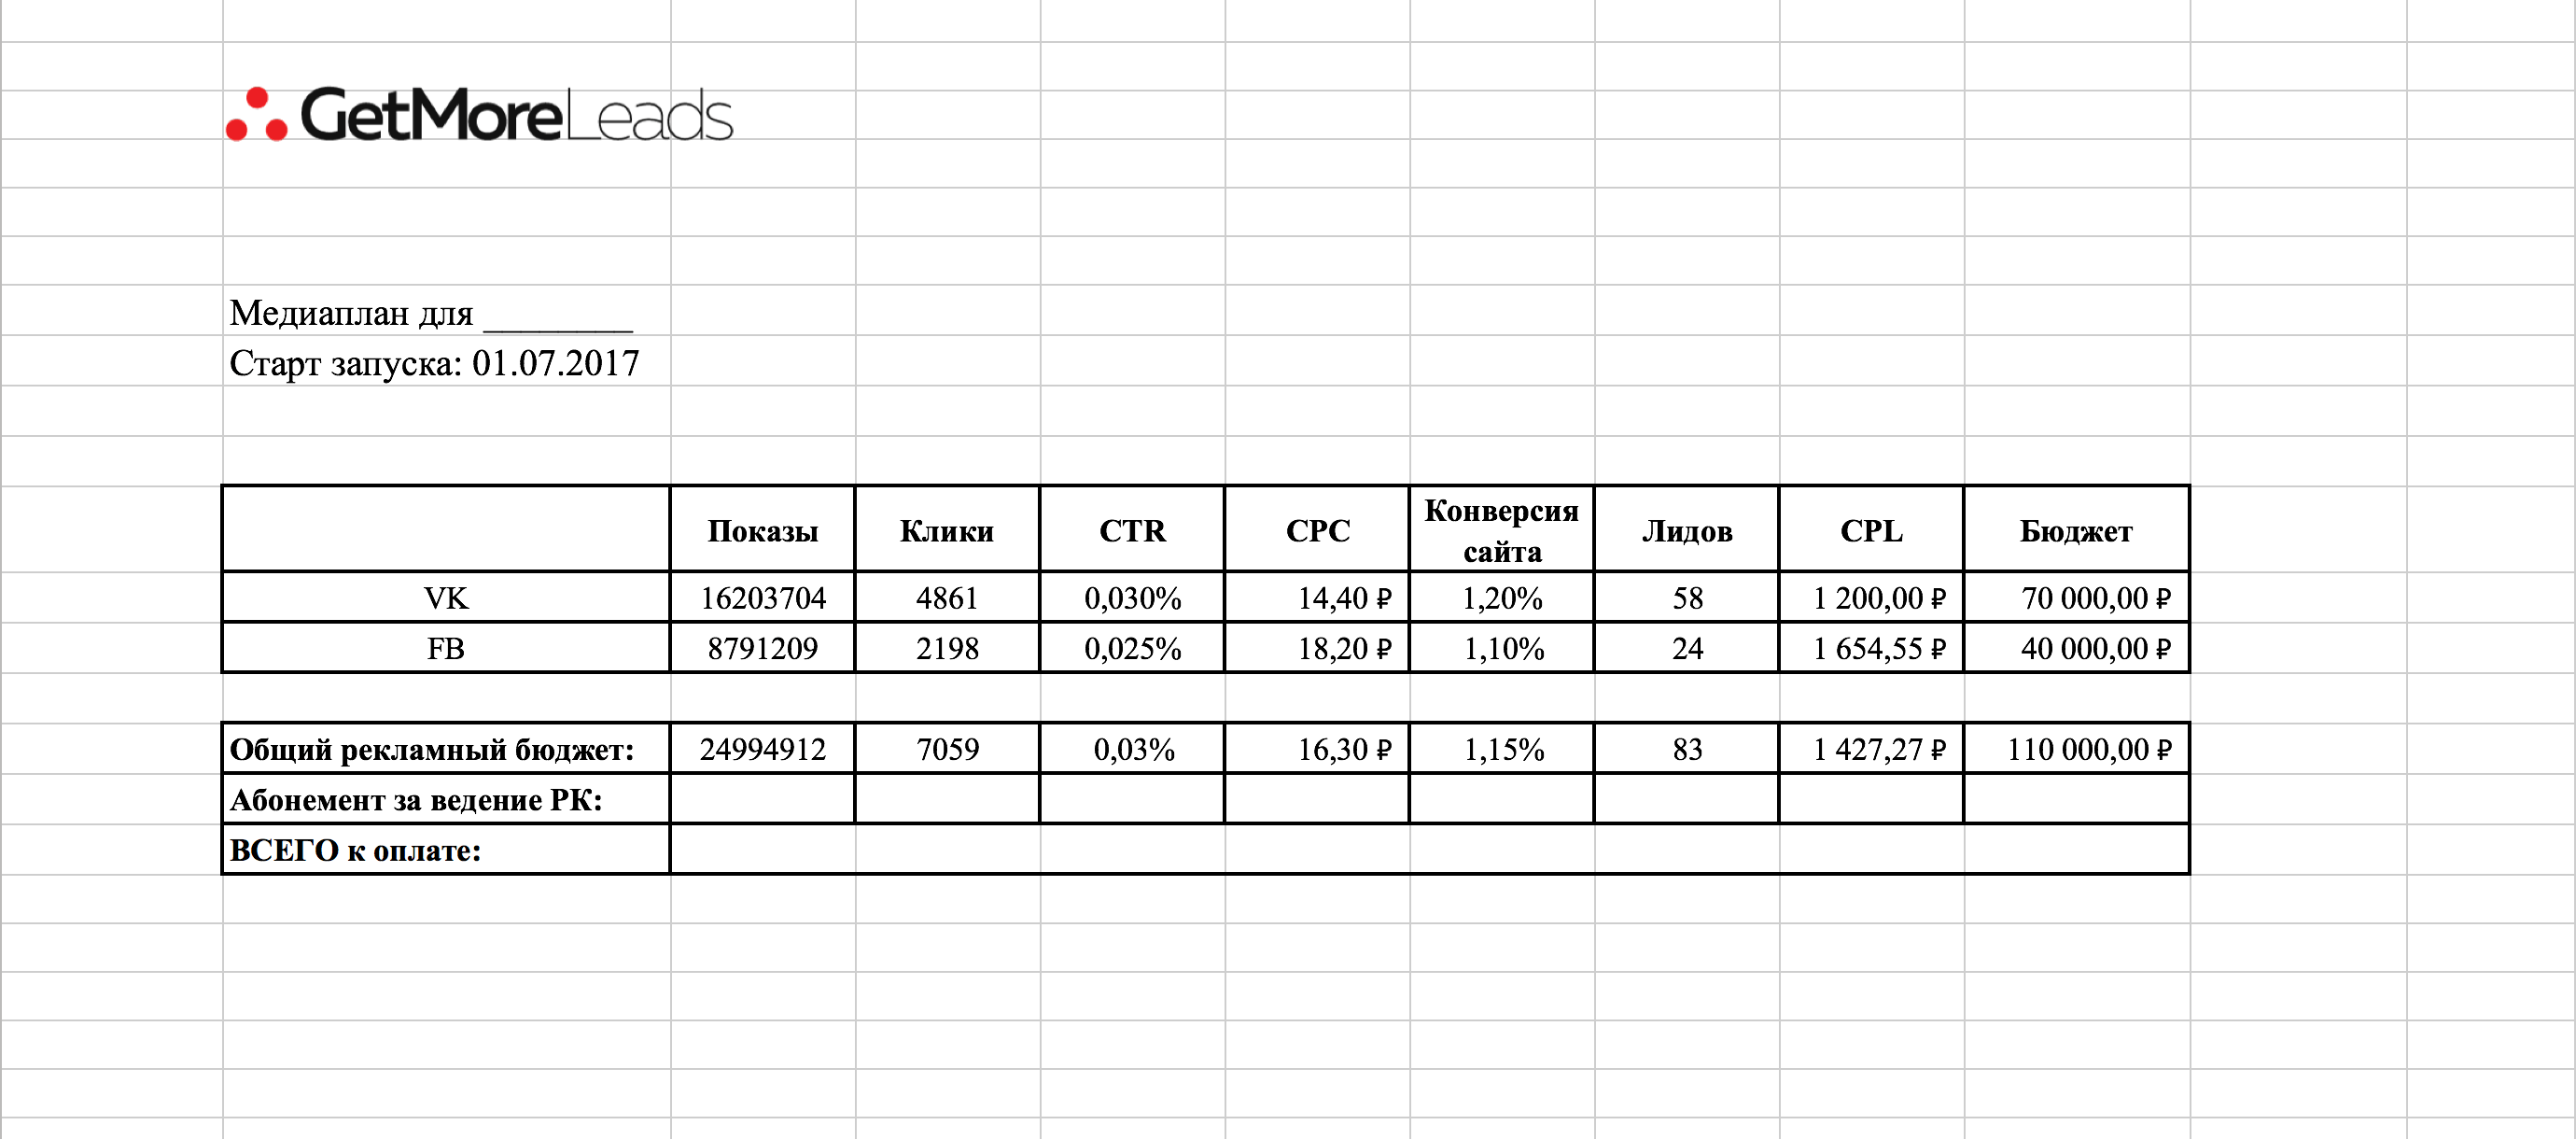 GetMoreLeads
Медиаплан для ________
Старт запуска: 01.07.2017
Показы Клики CTR CPC Конверсия сайта Лидов CPL Бюджет
VK 16203704 4861 0,030% 14,40 ₽ 1,20% 58 1 200,00 ₽ 70 000,00 ₽
FB 8791209 2198 0,025% 18,20 ₽ 1,10% 24 1 654,55 ₽ 40 000,00 ₽
Общий рекламный бюджет: 24994912 7059 0,03% 16,30 ₽ 1,15% 83 1 427,27 ₽ 110 000,00 ₽
Абонемент за ведение РК:
ВСЕГО к оплате: